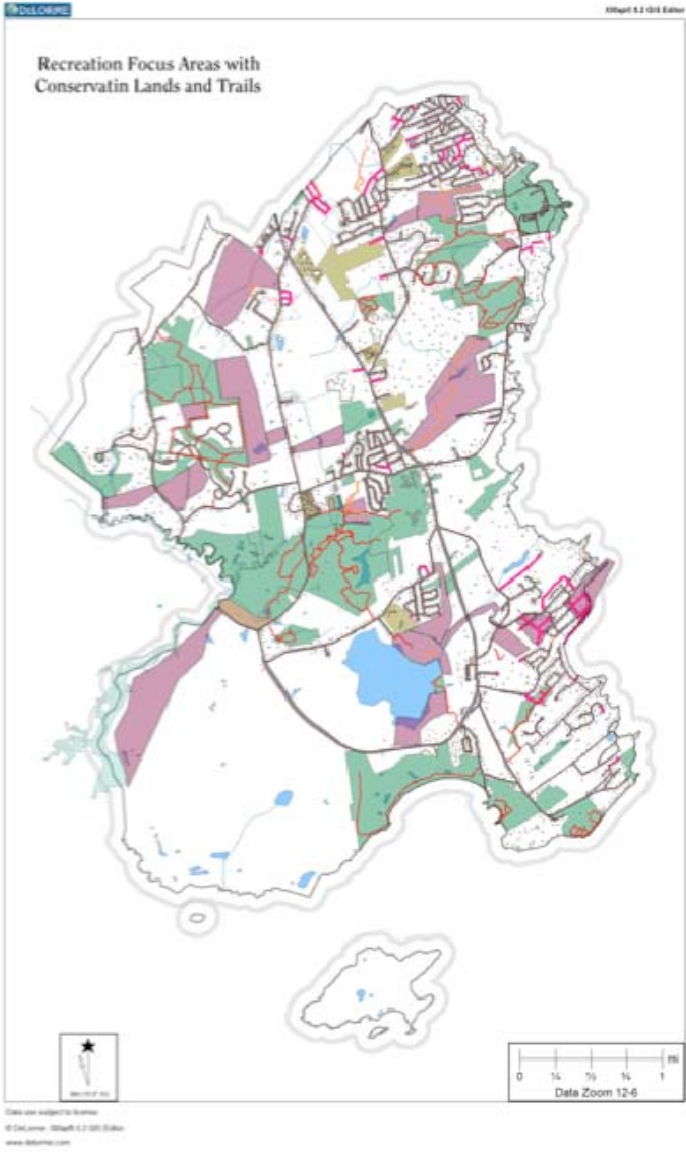 DELORME
XMap® 5.2 GIS Editor
Recreation Focus Areas with
Conservatin Lands and Trails
mi
0 ¼ ½ ¾ 1
Data Zoom 12-6
Data use subject to license.
© DeLorme. XMap® 5.2 GIS Editor.
www.delorme.com